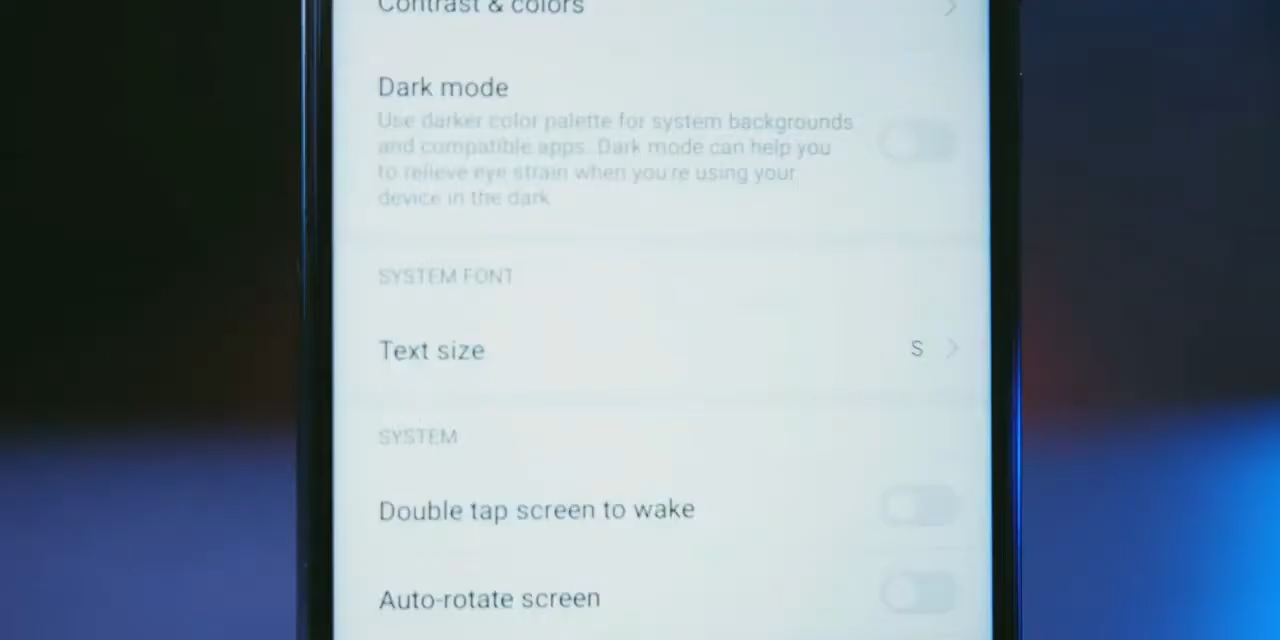 Contrast & colors
Dark mode
Use darker color palette for system backgrounds
and compatible apps. Dark mode can help you
to relieve eye strain when you're using your
device in the dark
SYSTEM FONT
Text size
S
SYSTEM
Double tap screen to wake
Auto-rotate screen